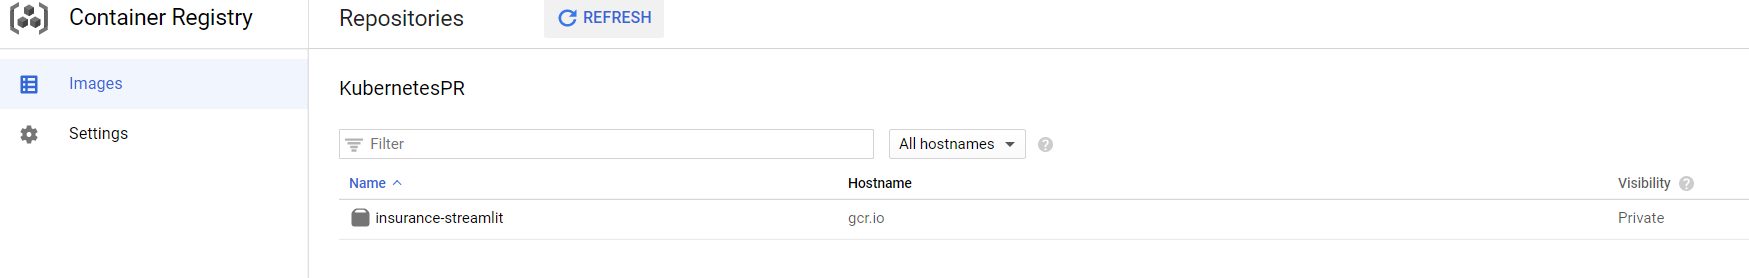 Container Registry
Repositories
REFRESH
Images
Settings
KubernetesPR
Filter
All hostnames
?
Name
Hostname
Visibility ?
insurance-streamlit
gcr.io
Private